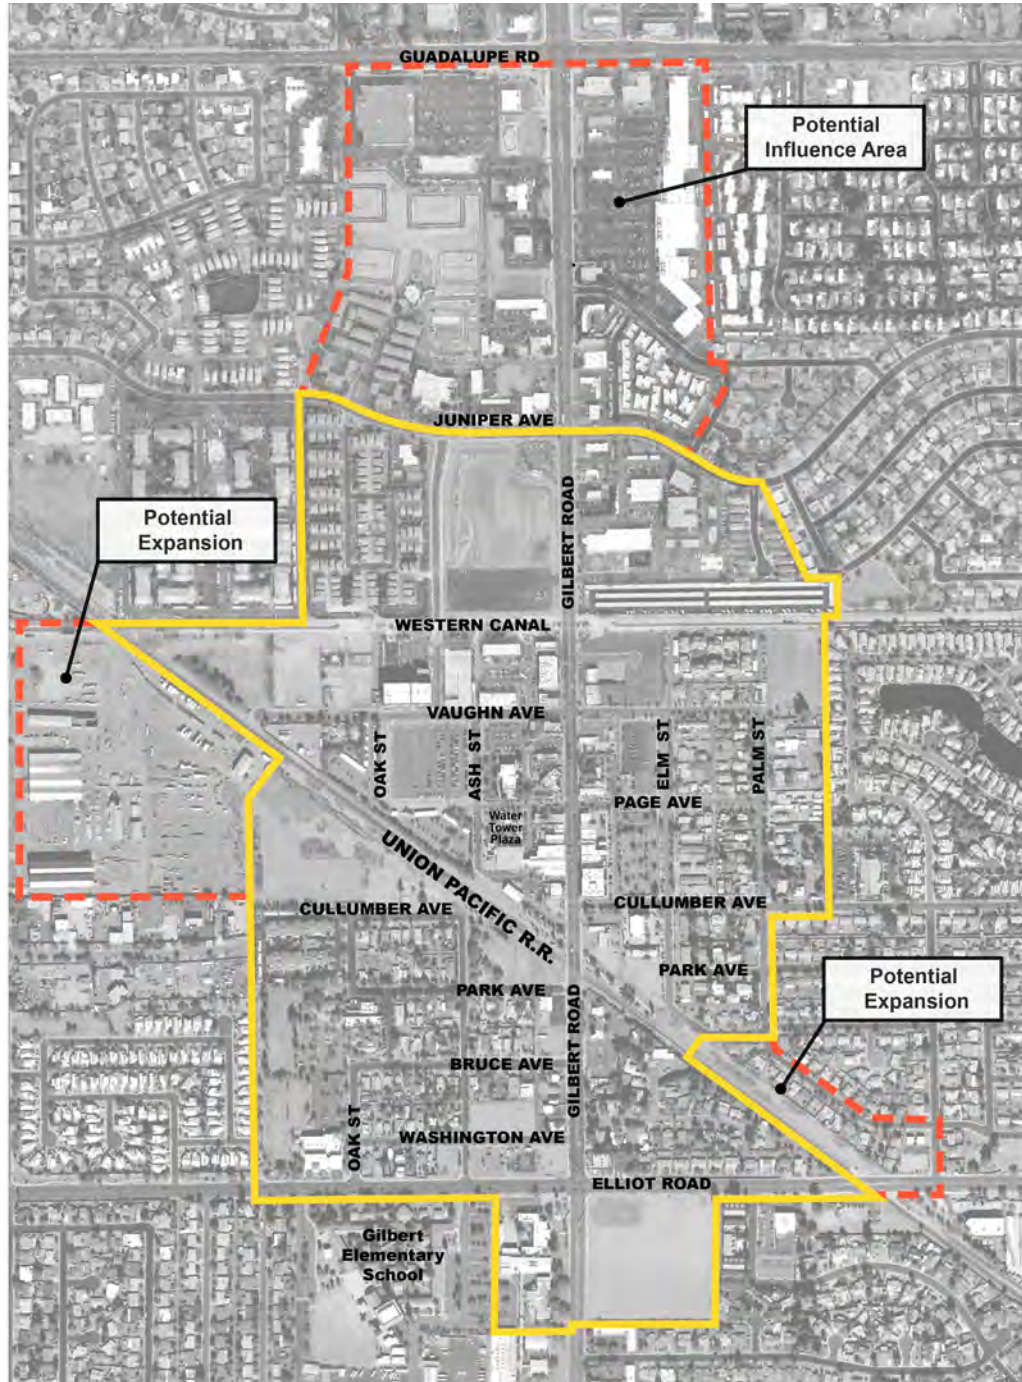 GUADALUPE RD
Potential
Influence Area
JUNIPER AVE
GILBERT ROAD
Potential
Expansion
WESTERN CANAL
VAUGHN AVE
OAK ST
ASH ST
ELM ST
PALM ST
PAGE AVE
Water
Tower
Plaza
UNION PACIFIC R.R.
CULLUMBER AVE
CULLUMBER AVE
PARK AVE
Potential
Expansion
PARK AVE
GILBERT ROAD
BRUCE AVE
OAK ST
WASHINGTON AVE
ELLIOT ROAD
Gilbert
Elementary
School